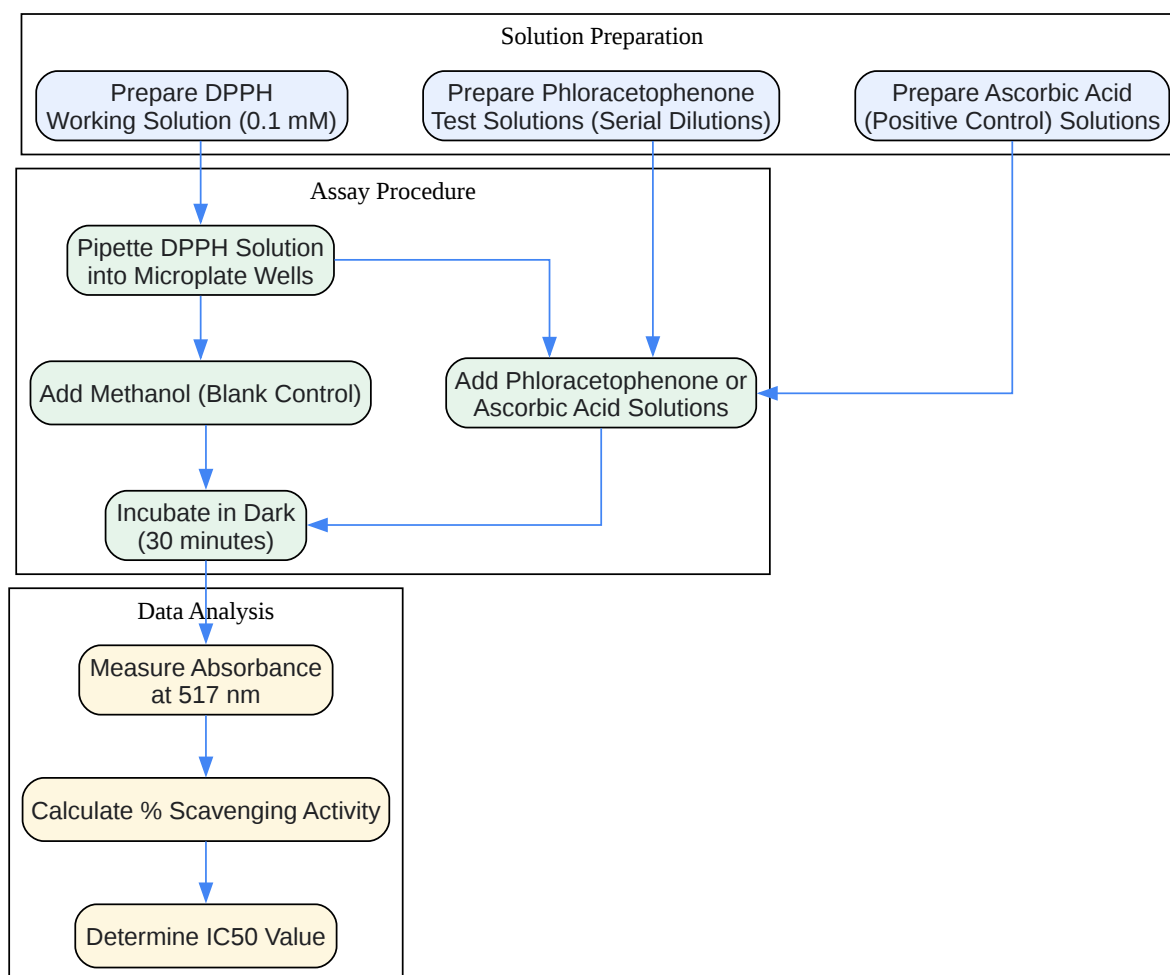 Solution Preparation
Prepare DPPH
Working Solution (0.1 mM)
Prepare Phloracetophenone
Test Solutions (Serial Dilutions)
Prepare Ascorbic Acid
(Positive Control) Solutions
Assay Procedure
Pipette DPPH Solution
into Microplate Wells
Add Methanol (Blank Control)
Add Phloracetophenone or
Ascorbic Acid Solutions
Incubate in Dark
(30 minutes)
Data Analysis
Measure Absorbance
at 517 nm
Calculate % Scavenging Activity
Determine IC50 Value